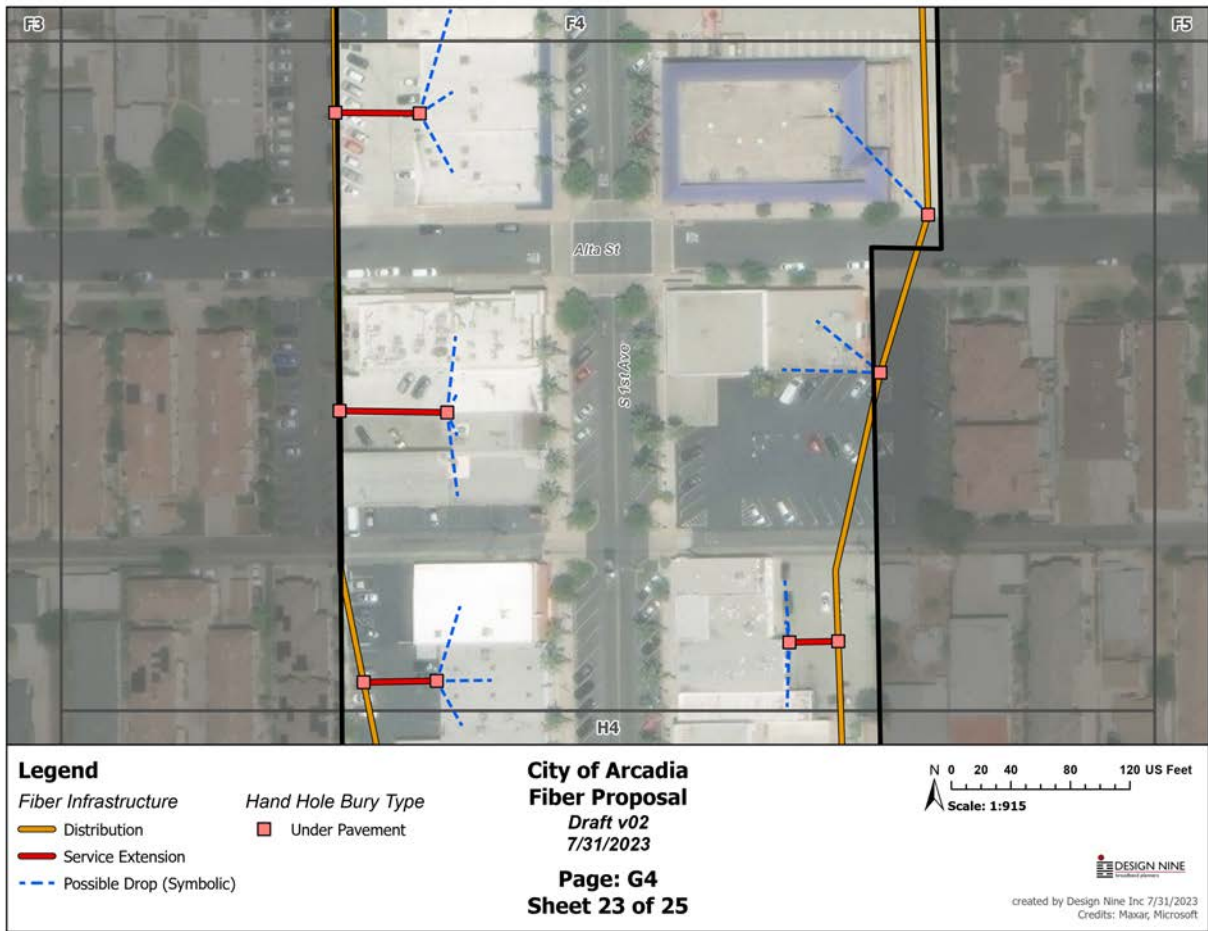 F3
F4
F5
Alta St
S 1st Ave
H4
Legend
Fiber Infrastructure
Distribution
Service Extension
Possible Drop (Symbolic)
Hand Hole Bury Type
Under Pavement
City of Arcadia
Fiber Proposal
Draft v02
7/31/2023
Page: G4
Sheet 23 of 25
N 0 20 40 80 120 US Feet
Scale: 1:915
DESIGN NINE
broadband planners
created by Design Nine Inc 7/31/2023
Credits: Maxar, Microsoft